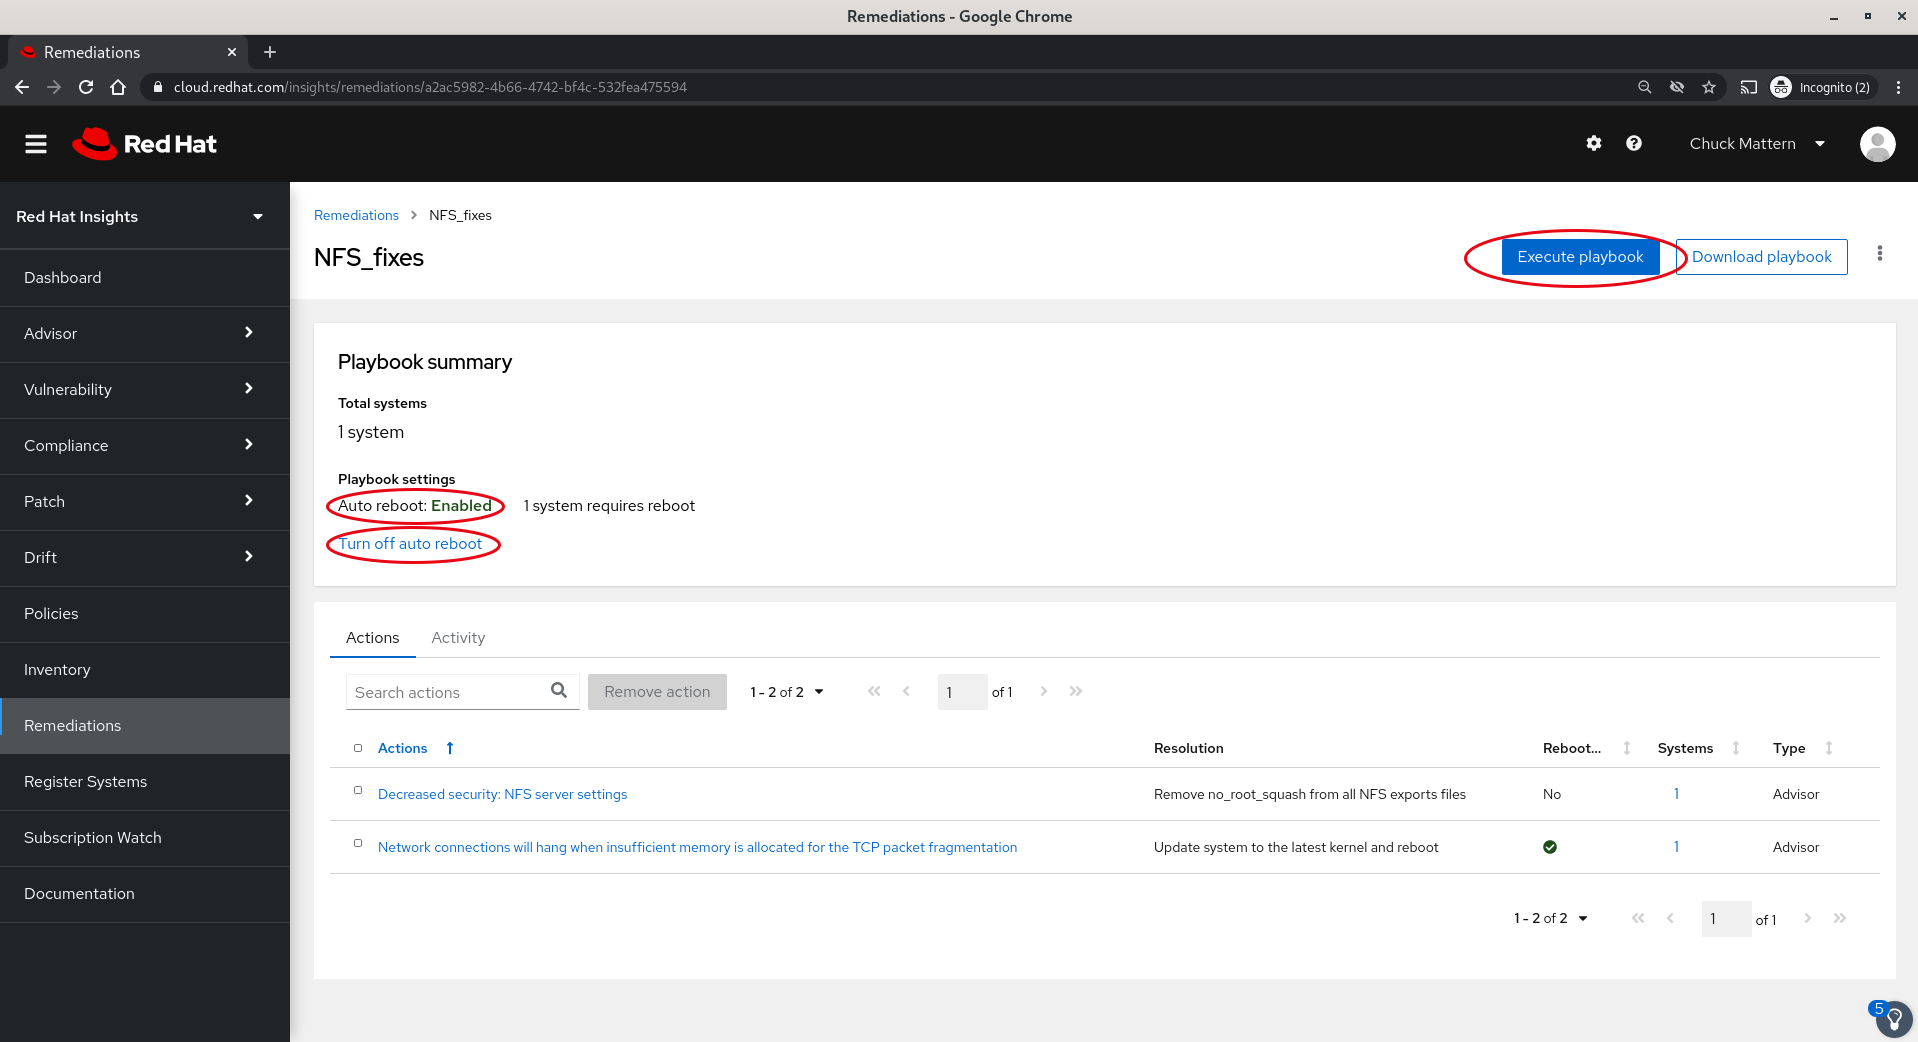 Remediations - Google Chrome
Remediations
cloud.redhat.com/insights/remediations/a2ac5982-4b66-4742-bf4c-532fea475594
Incognito (2)
Red Hat
Chuck Mattern
Red Hat Insights
Dashboard
Advisor
Vulnerability
Compliance
Patch
Drift
Policies
Inventory
Remediations
Register Systems
Subscription Watch
Documentation
Remediations > NFS_fixes
NFS_fixes
Execute playbook
Download playbook
Playbook summary
Total systems
1 system
Playbook settings
Auto reboot: Enabled 1 system requires reboot
Turn off auto reboot
Actions Activity
Search actions Remove action 1 - 2 of 2 1 of 1
Actions Resolution Reboot... Systems Type
Decreased security: NFS server settings Remove no_root_squash from all NFS exports files No 1 Advisor
Network connections will hang when insufficient memory is allocated for the TCP packet fragmentation Update system to the latest kernel and reboot 1 Advisor
1 - 2 of 2 1 of 1
5